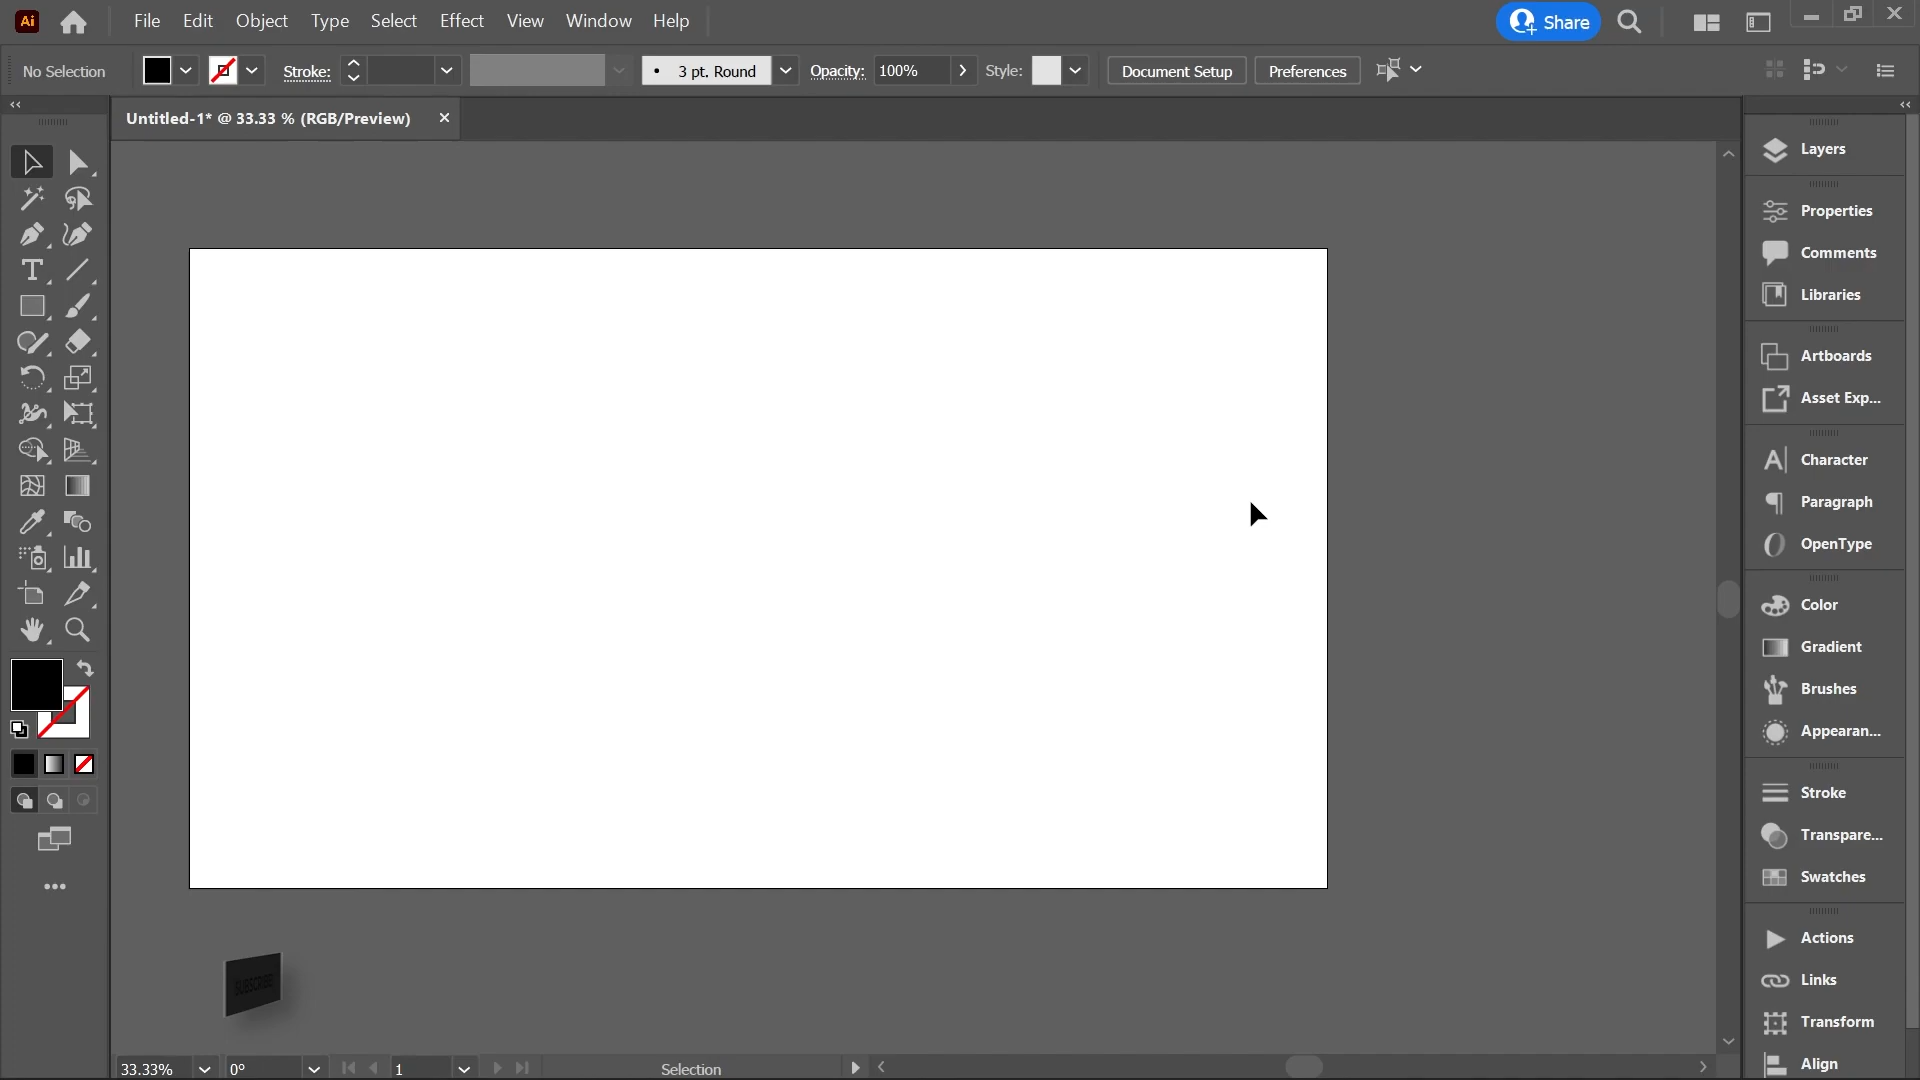 Ai
File Edit Object Type Select Effect View Window Help
Share
No Selection
Stroke:
3 pt. Round
Opacity: 100%
Style:
Document Setup
Preferences
Untitled-1* @ 33.33 % (RGB/Preview)
Layers
Properties
Comments
Libraries
Artboards
Asset Exp...
Character
Paragraph
OpenType
Color
Gradient
Brushes
Appearan...
Stroke
Transpare...
Swatches
Actions
Links
Transform
Align
SUBSCRIBE
33.33%
0°
1
Selection